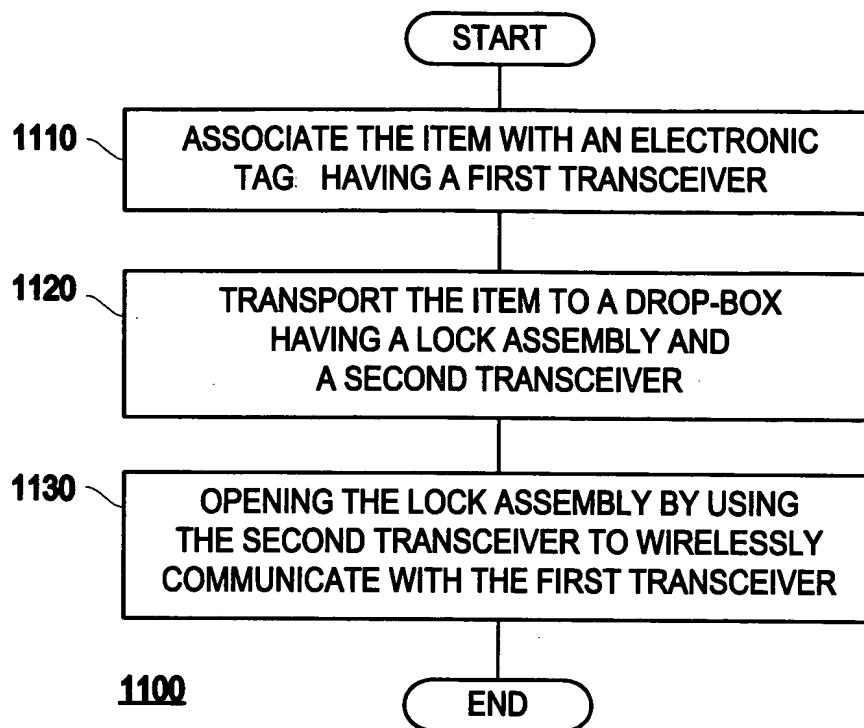 START
1110
ASSOCIATE THE ITEM WITH AN ELECTRONIC
TAG HAVING A FIRST TRANSCEIVER
1120
TRANSPORT THE ITEM TO A DROP-BOX
HAVING A LOCK ASSEMBLY AND
A SECOND TRANSCEIVER
1130
OPENING THE LOCK ASSEMBLY BY USING
THE SECOND TRANSCEIVER TO WIRELESSLY
COMMUNICATE WITH THE FIRST TRANSCEIVER
1100
END